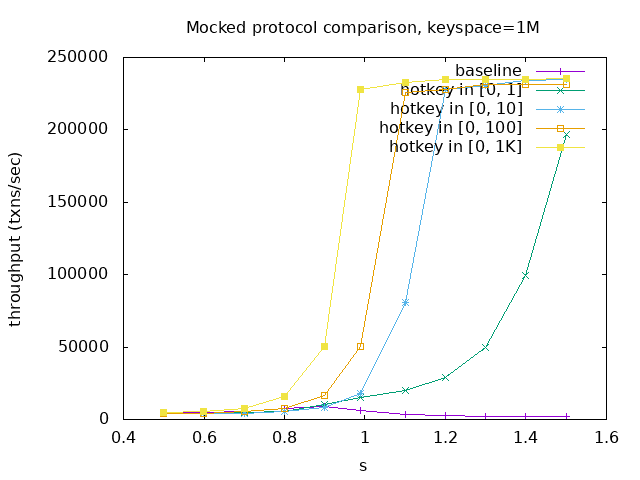 Mocked protocol comparison, keyspace=1M
250000
200000
150000
100000
50000
0
throughput (txns/sec)
baseline
hotkey in [0, 1]
hotkey in [0, 10]
hotkey in [0, 100]
hotkey in [0, 1K]
0.4 0.6 0.8 1 1.2 1.4 1.6
s